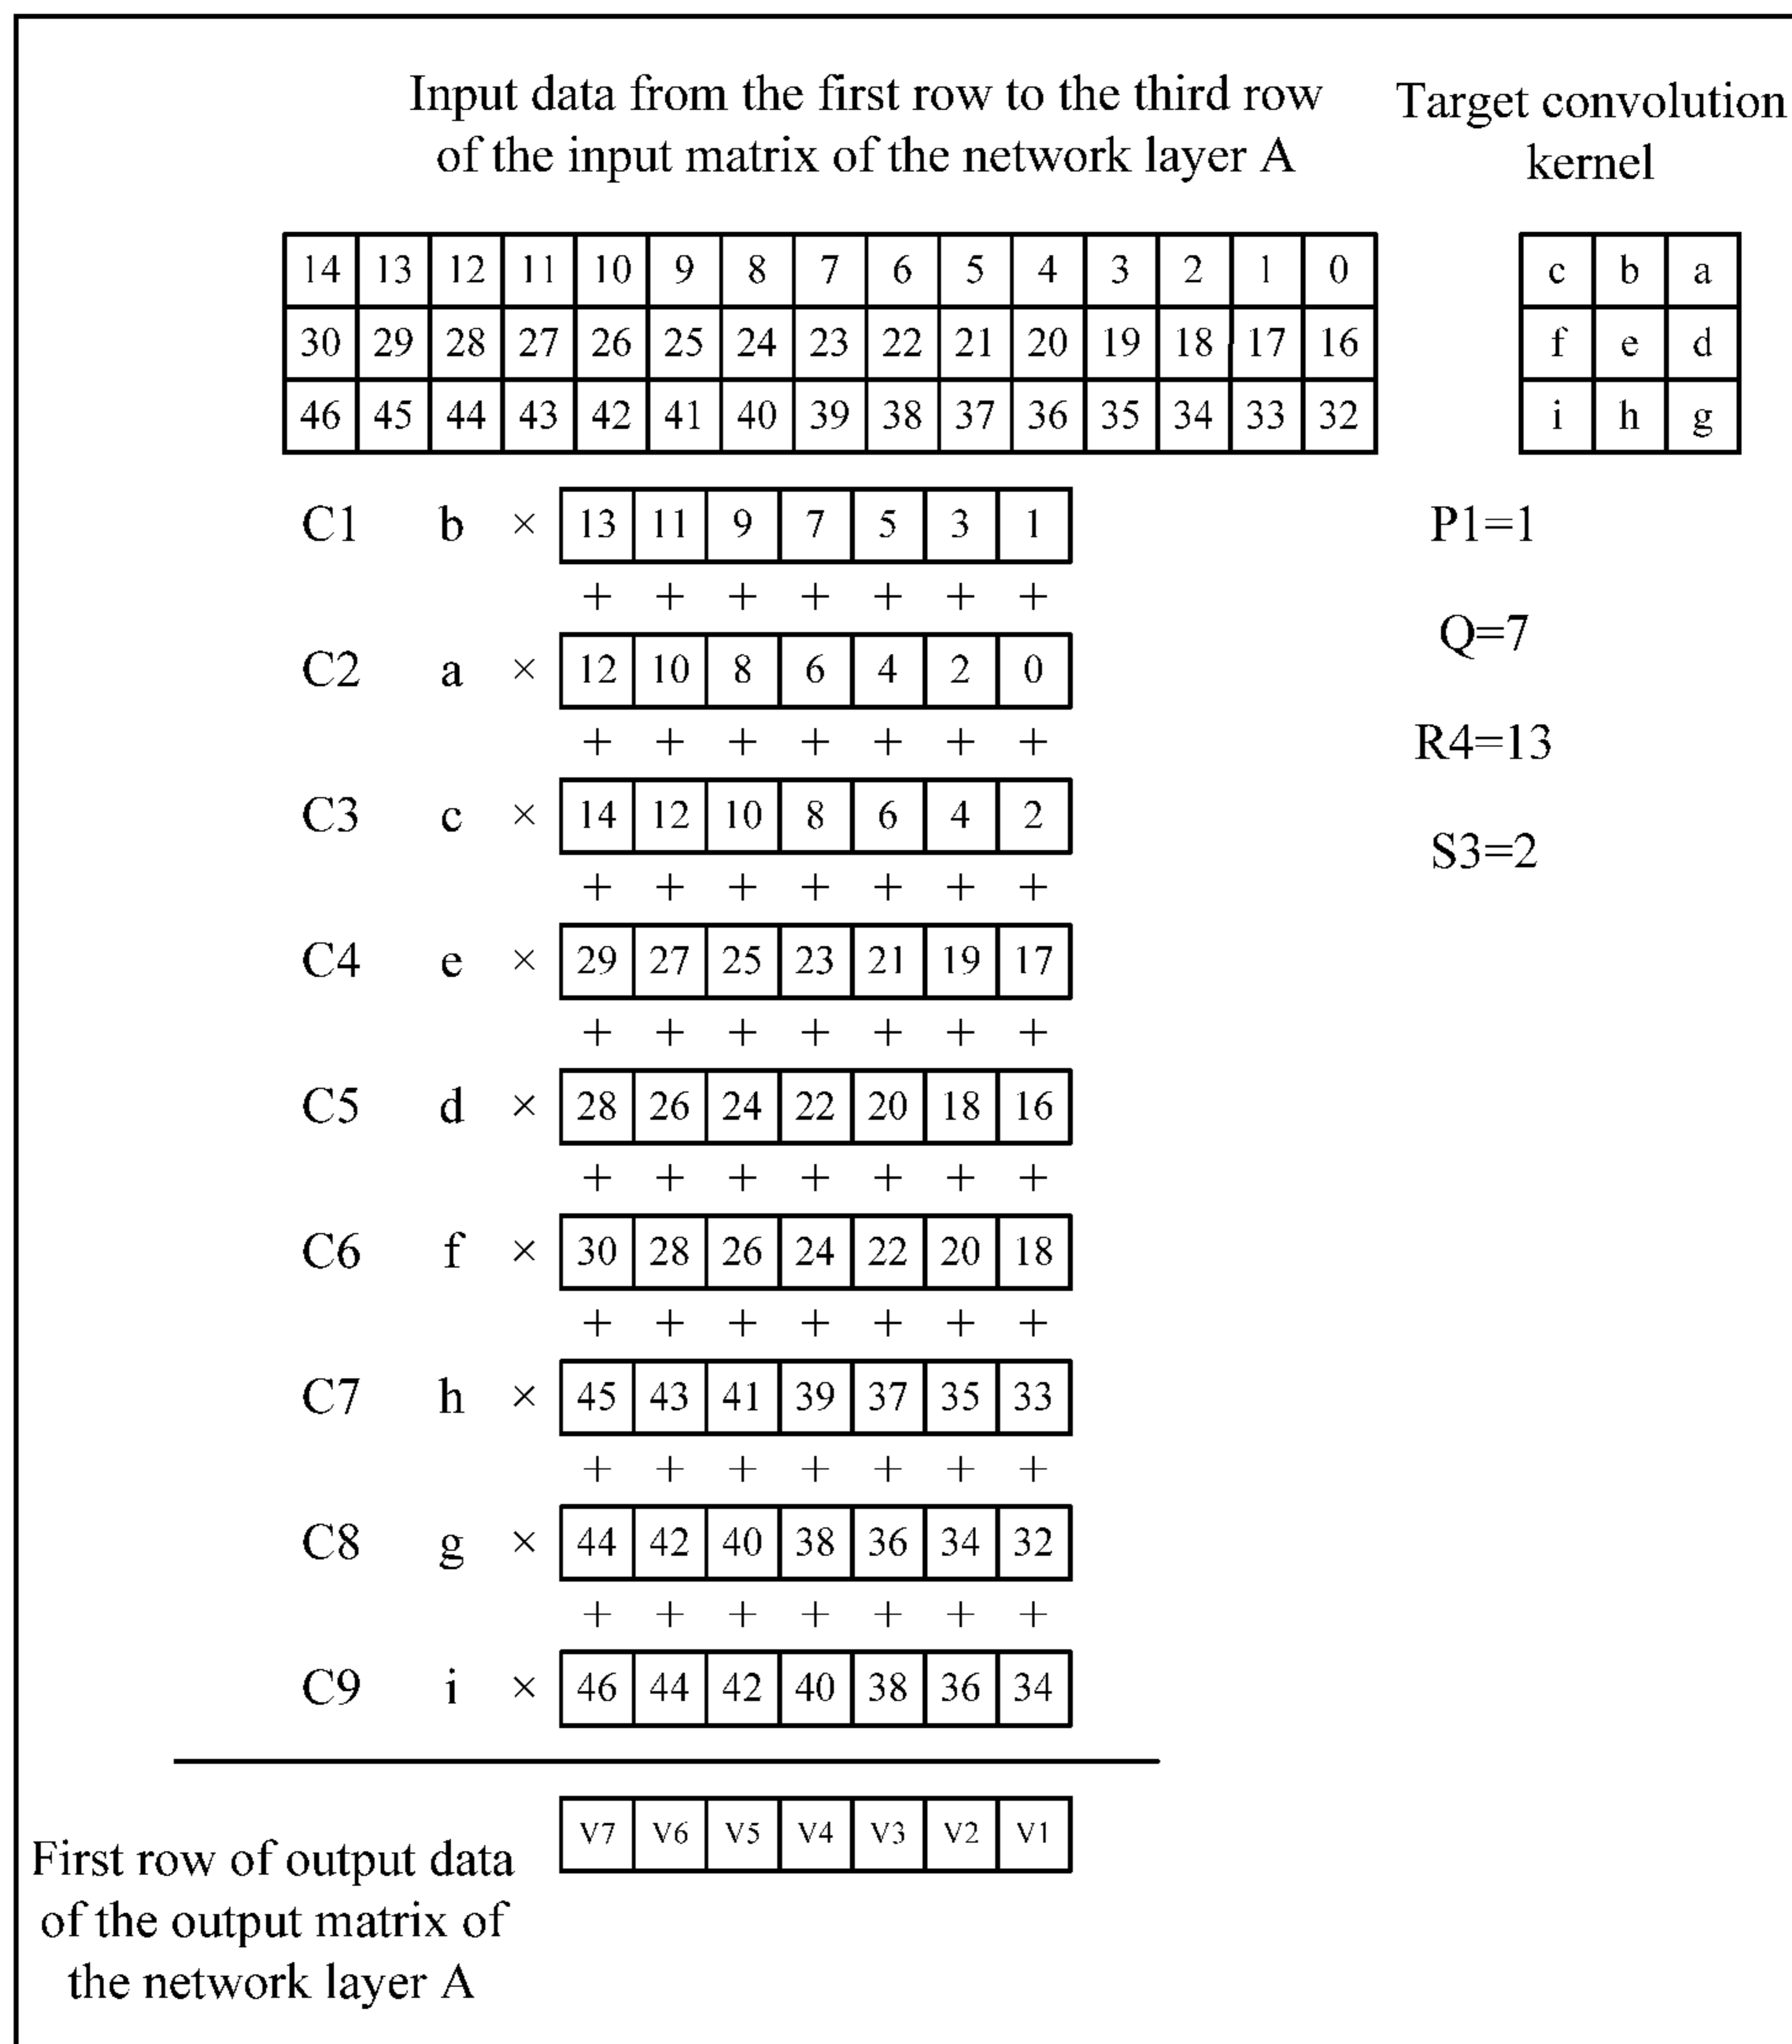 Input data from the first row to the third row
of the input matrix of the network layer A
Target convolution
kernel
14 13 12 11 10 9 8 7 6 5 4 3 2 1 0
30 29 28 27 26 25 24 23 22 21 20 19 18 17 16
46 45 44 43 42 41 40 39 38 37 36 35 34 33 32
c b a
f e d
i h g
C1 b × 13 11 9 7 5 3 1
+ + + + + + +
C2 a × 12 10 8 6 4 2 0
+ + + + + + +
C3 c × 14 12 10 8 6 4 2
+ + + + + + +
C4 e × 29 27 25 23 21 19 17
+ + + + + + +
C5 d × 28 26 24 22 20 18 16
+ + + + + + +
C6 f × 30 28 26 24 22 20 18
+ + + + + + +
C7 h × 45 43 41 39 37 35 33
+ + + + + + +
C8 g × 44 42 40 38 36 34 32
+ + + + + + +
C9 i × 46 44 42 40 38 36 34
P1=1
Q=7
R4=13
S3=2
V7 V6 V5 V4 V3 V2 V1
First row of output data
of the output matrix of
the network layer A